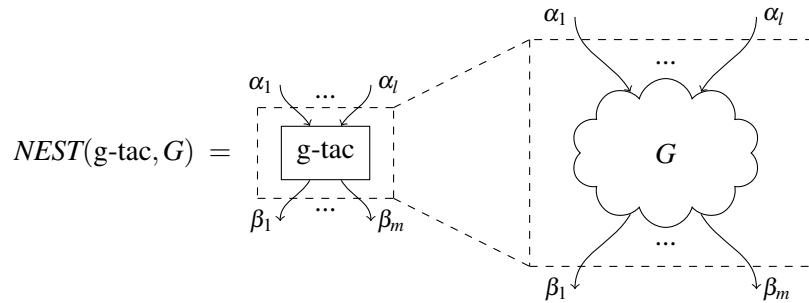 α₁ ... αₗ
α₁ ... αₗ
...
NEST(g-tac, G) = g-tac G
β₁ ... βₘ
...
β₁ βₘ